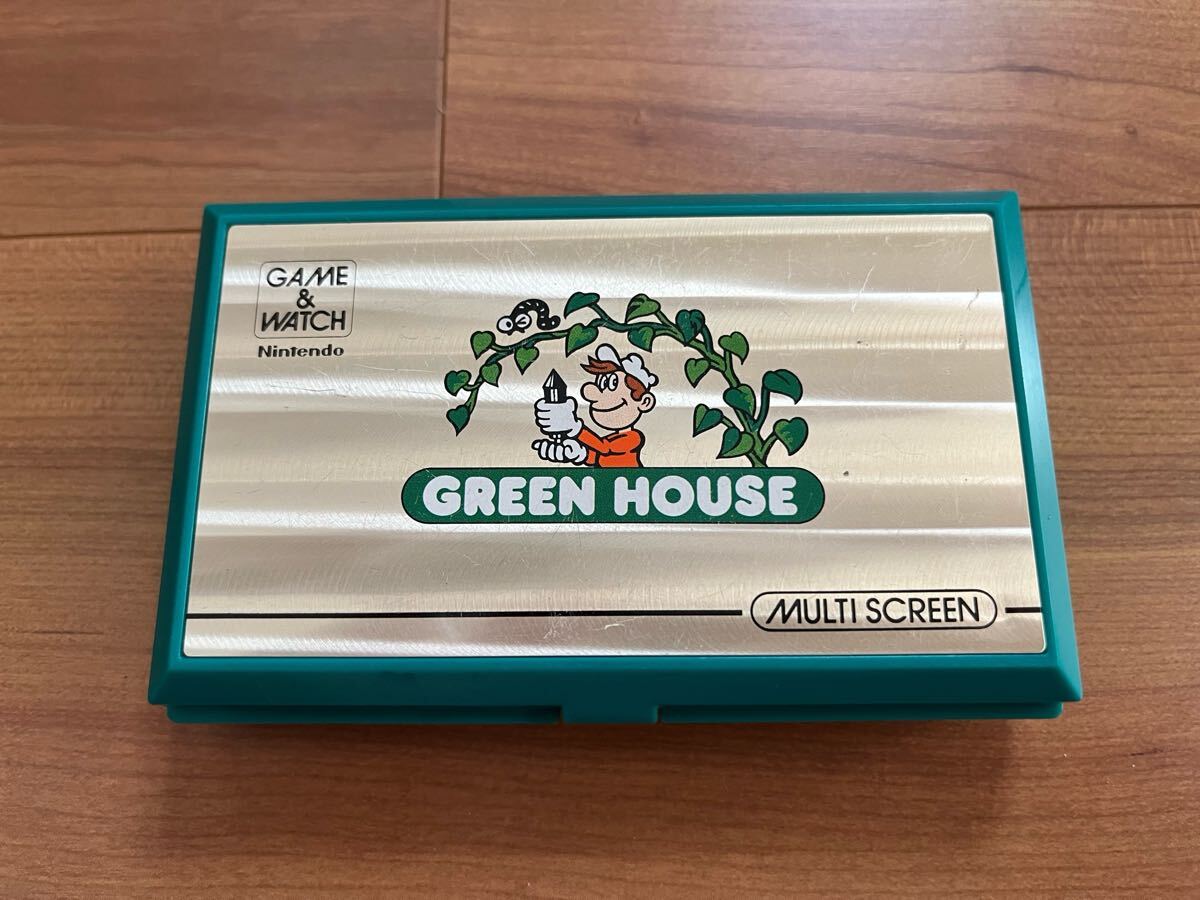 GAME
&
WATCH
Nintendo
GREEN HOUSE
MULTI SCREEN